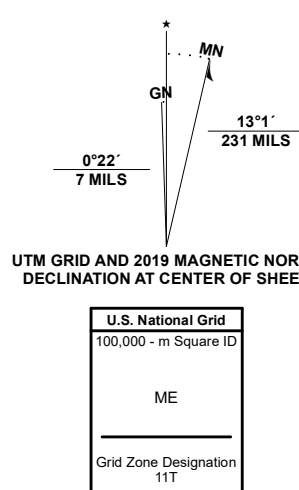 ★
MN
GN
13°1´
231 MILS
0°22´
7 MILS
UTM GRID AND 2019 MAGNETIC NOR
DECLINATION AT CENTER OF SHEE
U.S. National Grid
100,000 - m Square ID
ME
Grid Zone Designation
11T